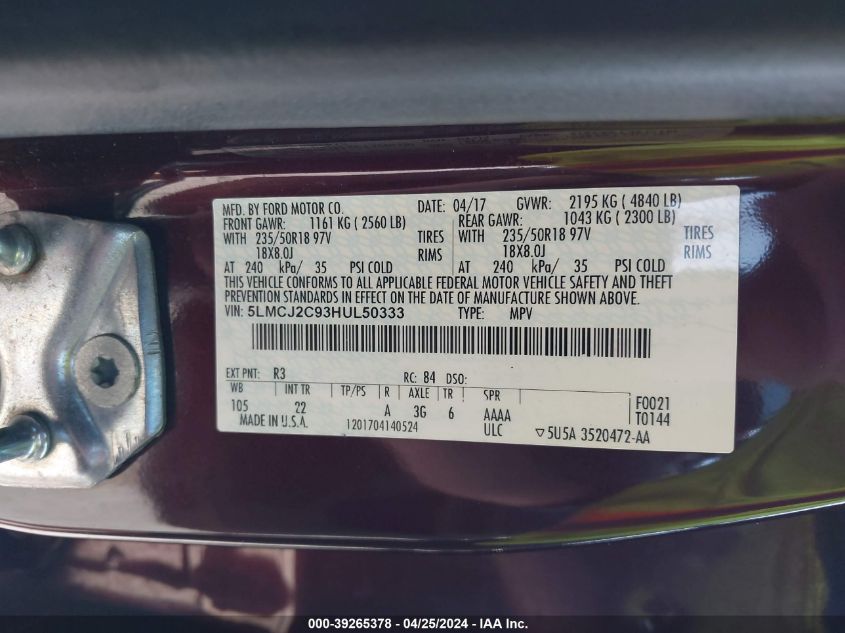 MFD. BY FORD MOTOR CO. DATE: 04/17 GVWR: 2195 KG ( 4840 LB)
FRONT GAWR: 1161 KG ( 2560 LB) REAR GAWR: 1043 KG ( 2300 LB)
WITH 235/50R18 97V TIRES WITH 235/50R18 97V TIRES
18X8.0J RIMS 18X8.0J RIMS
AT 240 kPa/ 35 PSI COLD AT 240 kPa/ 35 PSI COLD
THIS VEHICLE CONFORMS TO ALL APPLICABLE FEDERAL MOTOR VEHICLE SAFETY AND THEFT
PREVENTION STANDARDS IN EFFECT ON THE DATE OF MANUFACTURE SHOWN ABOVE.
VIN: 5LMCJ2C93HUL50333 TYPE: MPV
EXT PNT: R3 RC: 84 DSO:
WB INT TR TP/PS R AXLE TR SPR
105 22 A 3G 6 AAAA
F0021
T0144
MADE IN U.S.A. 1201704140524 ULC ▽5U5A 3520472-AA
000-39265378 - 04/25/2024 - IAA Inc.